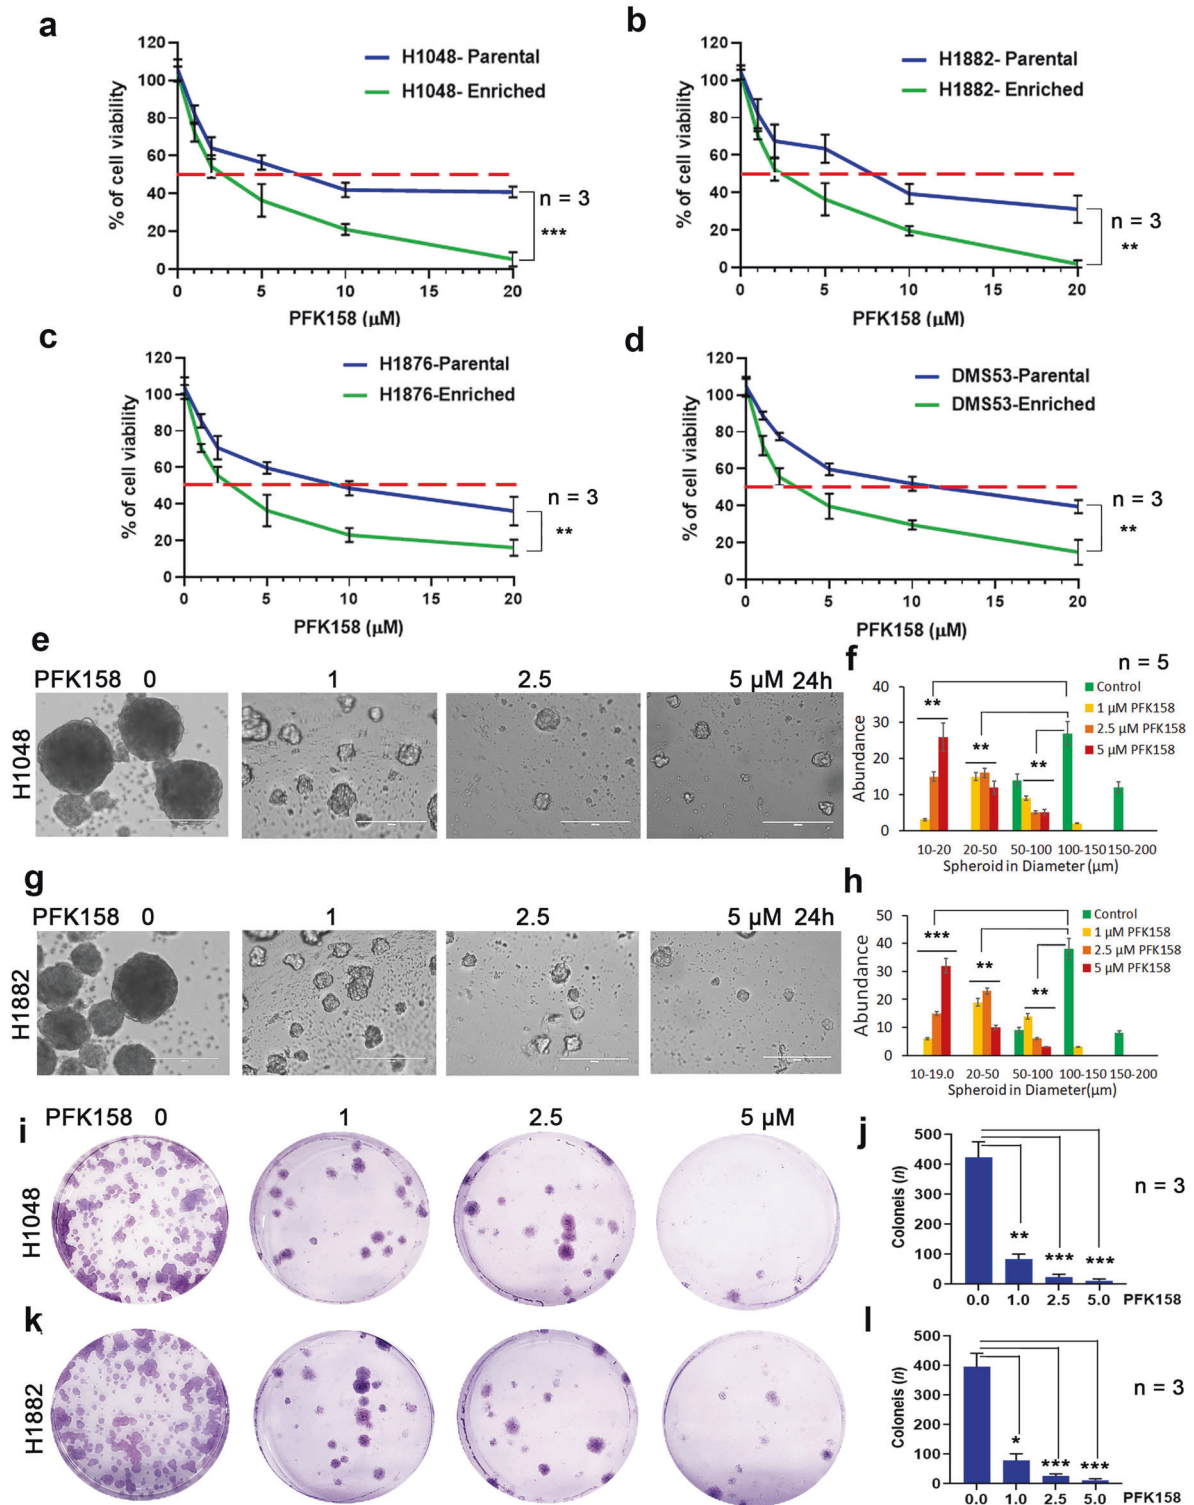 a
120
100
80
60
40
20
0
% of cell viability
H1048- Parental
H1048- Enriched
n = 3
***
0 5 10 15 20
PFK158 (µM)
b
120
100
80
60
40
20
0
% of cell viability
H1882- Parental
H1882- Enriched
n = 3
**
0 5 10 15 20
PFK158 (µM)
c
120
100
80
60
40
20
0
% of cell viability
H1876-Parental
H1876-Enriched
n = 3
**
0 5 10 15 20
PFK158 (µM)
d
120
100
80
60
40
20
0
% of cell viability
DMS53-Parental
DMS53-Enriched
n = 3
**
0 5 10 15 20
PFK158 (µM)
e
PFK158 0 1 2.5 5 µM 24h
H1048
f
n = 5
40
30
20
10
0
Abundance
Control
1 µM PFK158
2.5 µM PFK158
5 µM PFK158
**
**
**
10-20 20-50 50-100 100-150 150-200
Spheroid in Diameter (µm)
g
PFK158 0 1 2.5 5 µM 24h
H1882
h
50
40
30
20
10
0
Abundance
Control
1 µM PFK158
2.5 µM PFK158
5 µM PFK158
***
**
**
10-19.0 20-50 50-100 100-150 150-200
Spheroid in Diameter(µm)
PFK158 0 1 2.5 5 µM
i
H1048
j
500
400
300
200
100
0
Coloneis (n)
n = 3
** *** ***
0.0 1.0 2.5 5.0 PFK158
k
H1882
l
500
400
300
200
100
0
Coloneis (n)
n = 3
* *** ***
0.0 1.0 2.5 5.0 PFK158